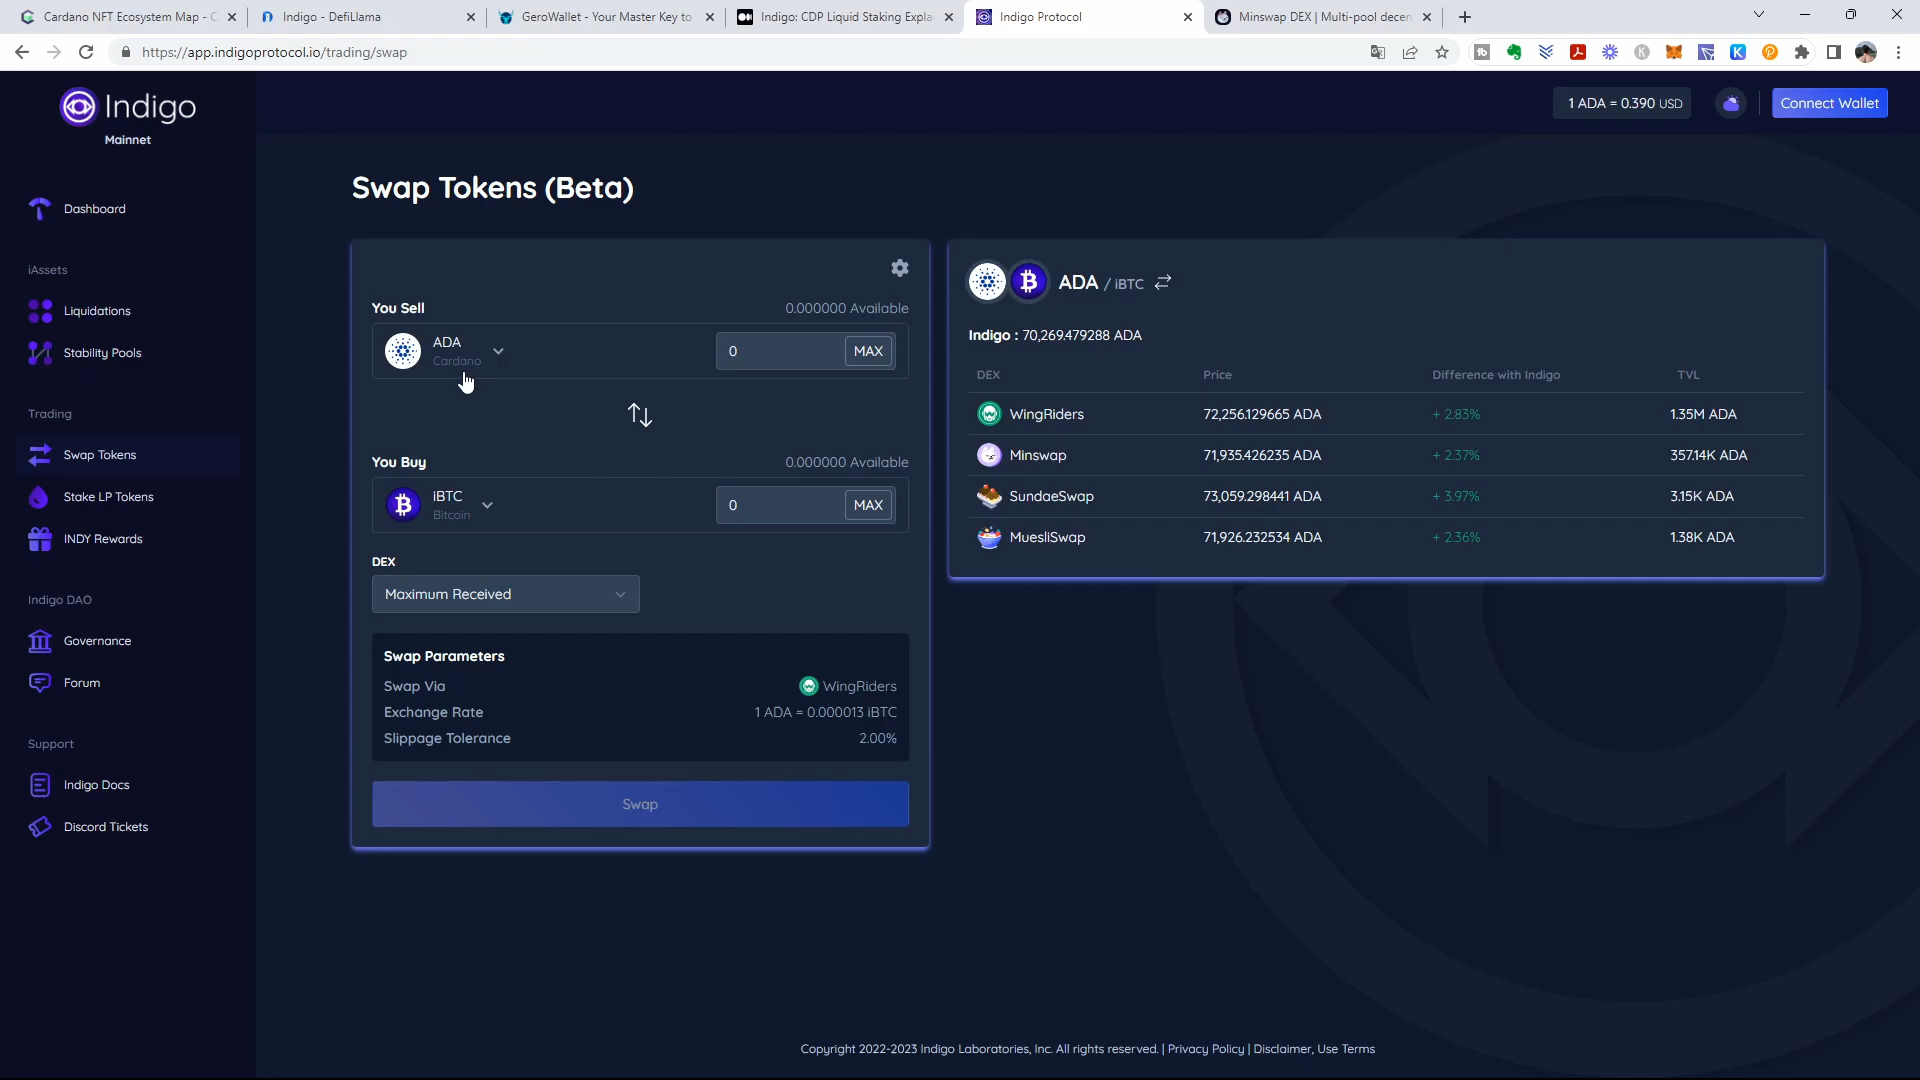 Cardano NFT Ecosystem Map - C
Indigo - DefiLlama
GeroWallet - Your Master Key to
Indigo: CDP Liquid Staking Expla
Indigo Protocol
Minswap DEX | Multi-pool decen
https://app.indigoprotocol.io/trading/swap
Indigo
Mainnet
1 ADA = 0.390 USD
Connect Wallet
Dashboard
iAssets
Liquidations
Stability Pools
Trading
Swap Tokens
Stake LP Tokens
INDY Rewards
Indigo DAO
Governance
Forum
Support
Indigo Docs
Discord Tickets
Swap Tokens (Beta)
You Sell
0.000000 Available
ADA
Cardano
0
MAX
You Buy
0.000000 Available
iBTC
Bitcoin
0
MAX
DEX
Maximum Received
Swap Parameters
Swap Via WingRiders
Exchange Rate 1 ADA = 0.000013 iBTC
Slippage Tolerance 2.00%
Swap
ADA / iBTC
Indigo : 70,269.479288 ADA
DEX Price Difference with Indigo TVL
WingRiders 72,256.129665 ADA + 2.83% 1.35M ADA
Minswap 71,935.426235 ADA + 2.37% 357.14K ADA
SundaeSwap 73,059.298441 ADA + 3.97% 3.15K ADA
MuesliSwap 71,926.232534 ADA + 2.36% 1.38K ADA
Copyright 2022-2023 Indigo Laboratories, Inc. All rights reserved. | Privacy Policy | Disclaimer, Use Terms